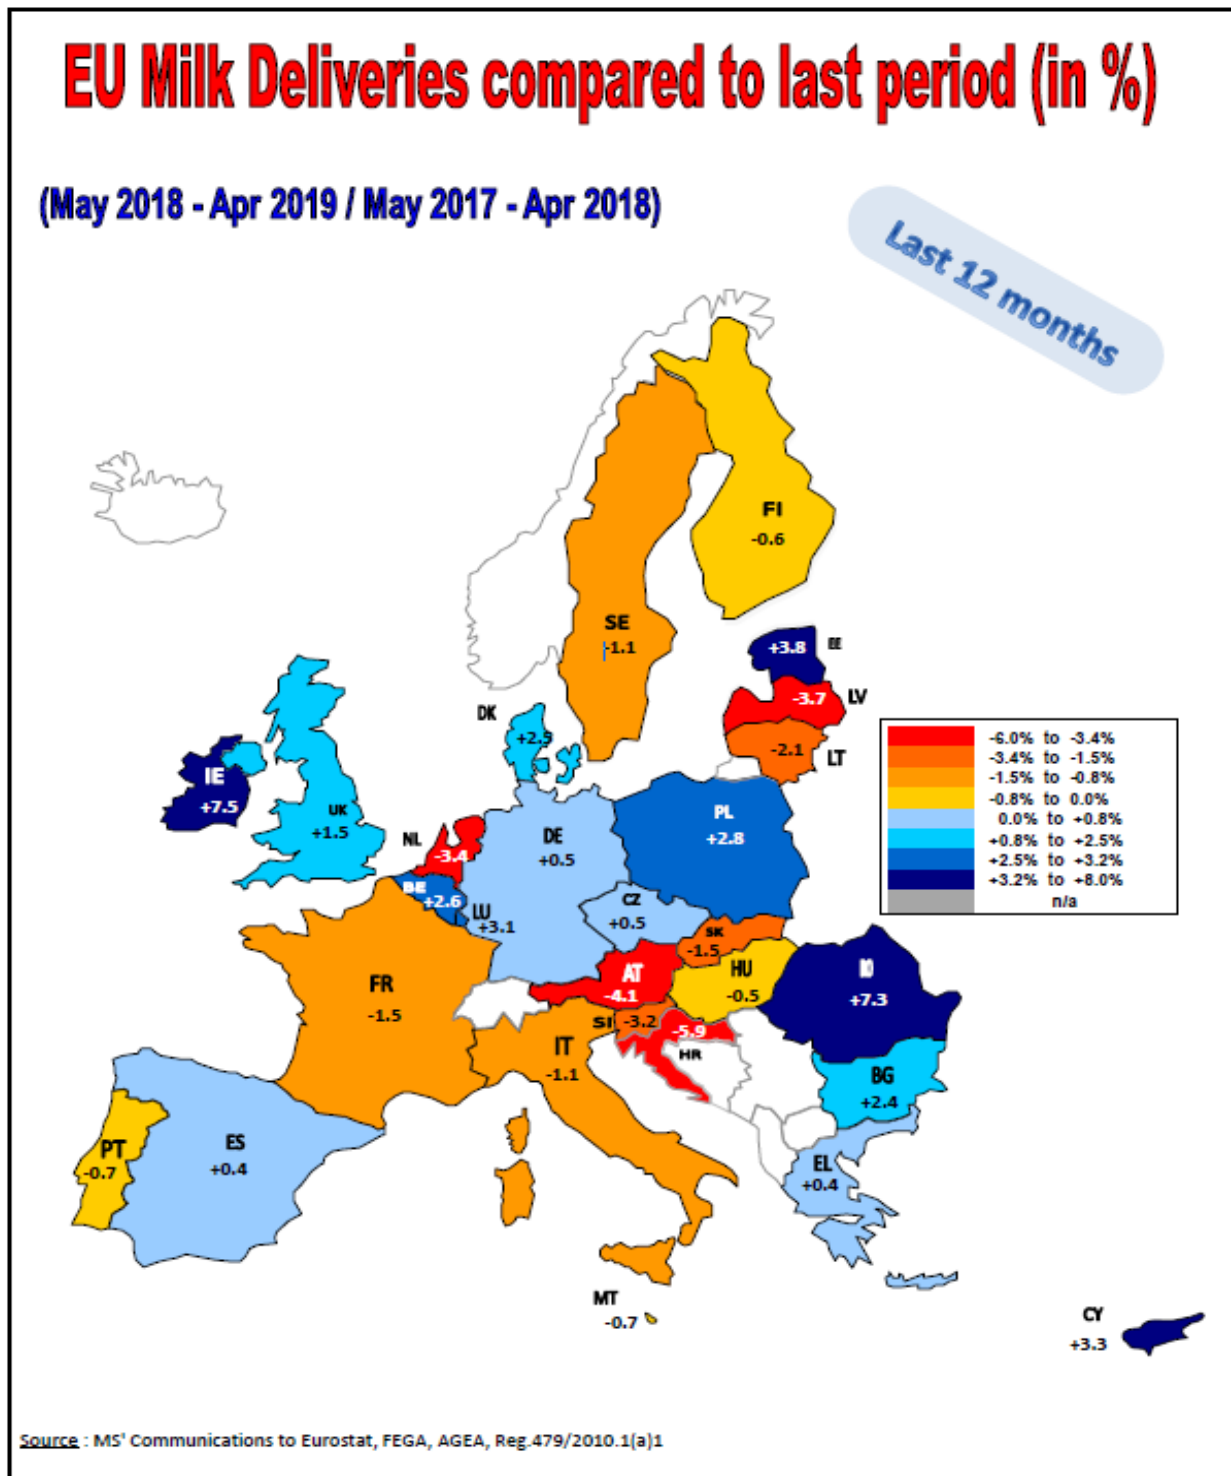 EU Milk Deliveries compared to last period (in %)
(May 2018 - Apr 2019 / May 2017 - Apr 2018)
Last 12 months
FI
-0.6
SE
-1.1
+3.8
EE
-3.7
LV
-2.1
LT
DK
+2.5
IE
+7.5
UK
+1.5
NL
-3.4
BE
+2.6
LU
+3.1
DE
+0.5
PL
+2.8
CZ
+0.5
SK
-1.5
AT
-4.1
HU
-0.5
+7.3
FR
-1.5
SI
-3.2
-5.9
HR
IT
-1.1
BG
+2.4
PT
-0.7
ES
+0.4
EL
+0.4
MT
-0.7
CY
+3.3
-6.0% to -3.4%
-3.4% to -1.5%
-1.5% to -0.8%
-0.8% to 0.0%
0.0% to +0.8%
+0.8% to +2.5%
+2.5% to +3.2%
+3.2% to +8.0%
n/a
Source : MS' Communications to Eurostat, FEGA, AGEA, Reg.479/2010.1(a)1